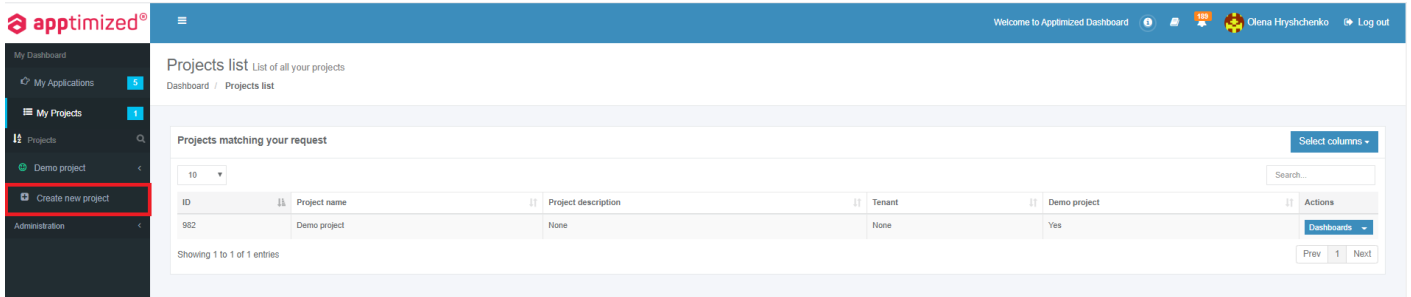 apptimized®
Welcome to Apptimized Dashboard 189 Olena Hryshchenko Log out
My Dashboard
My Applications 5
My Projects 1
Projects
Demo project
Create new project
Administration
Projects list List of all your projects
Dashboard / Projects list
Projects matching your request Select columns
10 Search...
ID Project name Project description Tenant Demo project Actions
982 Demo project None None Yes Dashboards
Showing 1 to 1 of 1 entries Prev 1 Next